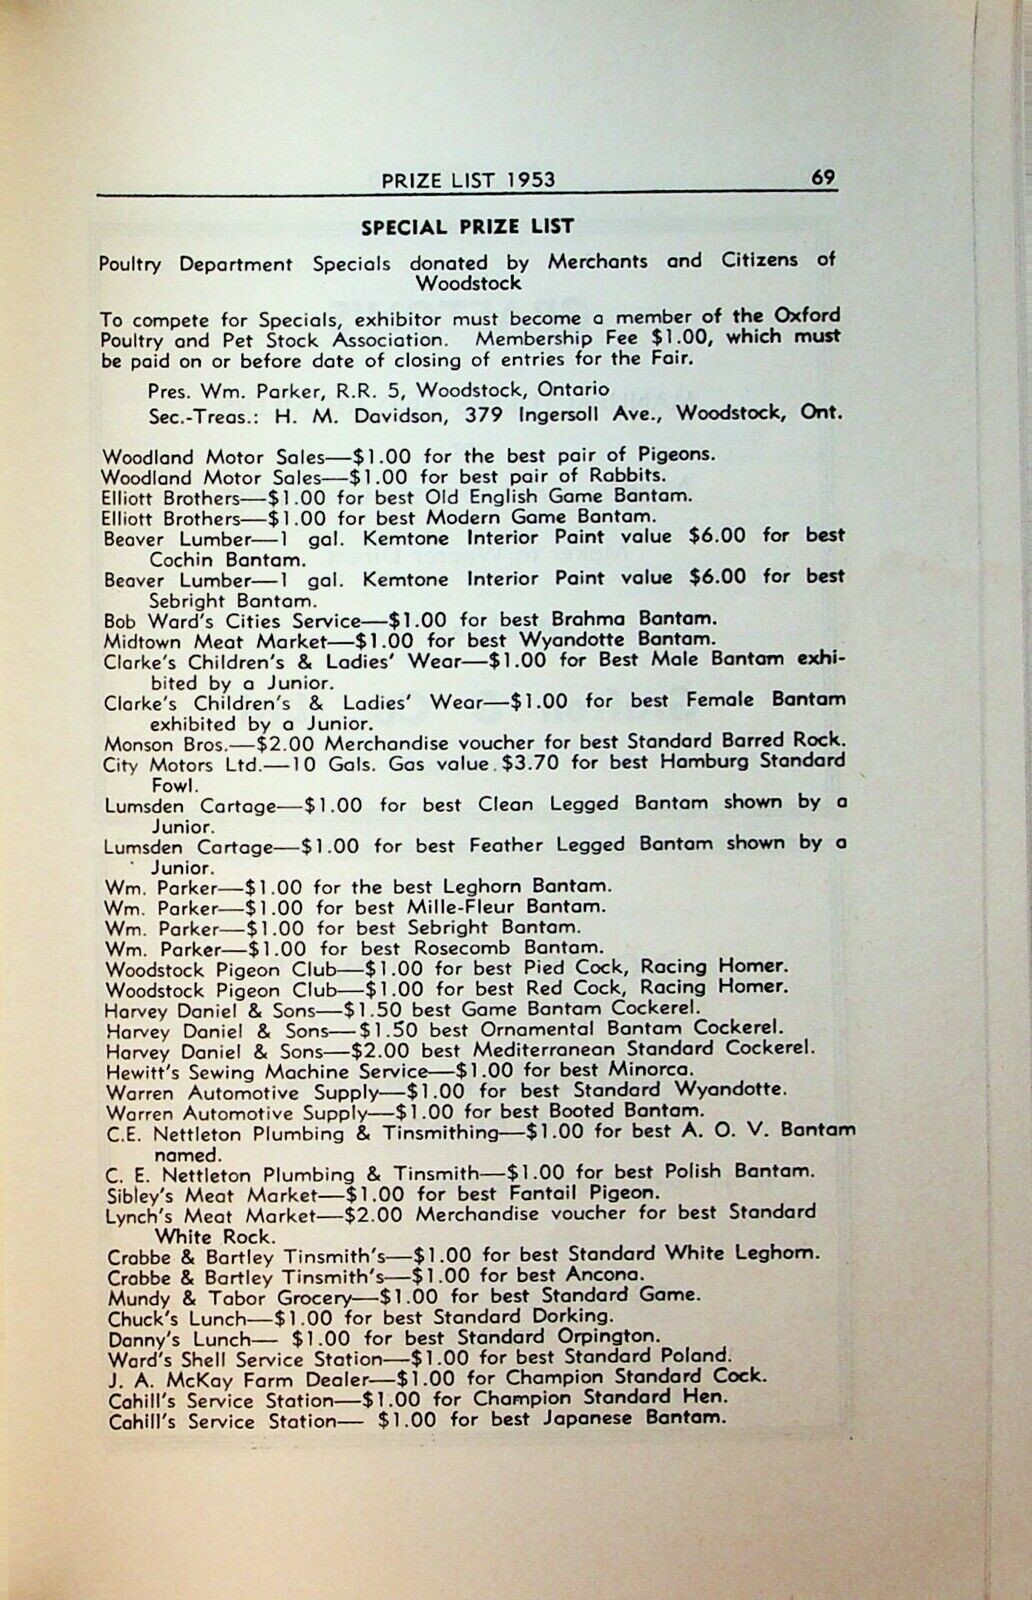 PRIZE LIST 1953 69
SPECIAL PRIZE LIST
Poultry Department Specials donated by Merchants and Citizens of
Woodstock
To compete for Specials, exhibitor must become a member of the Oxford
Poultry and Pet Stock Association. Membership Fee $1.00, which must
be paid on or before date of closing of entries for the Fair.
Pres. Wm. Parker, R.R. 5, Woodstock, Ontario
Sec.-Treas.: H. M. Davidson, 379 Ingersoll Ave., Woodstock, Ont.
Woodland Motor Sales—$1.00 for the best pair of Pigeons.
Woodland Motor Sales—$1.00 for best pair of Rabbits.
Elliott Brothers—$1.00 for best Old English Game Bantam.
Elliott Brothers—$1.00 for best Modern Game Bantam.
Beaver Lumber—1 gal. Kemtone Interior Paint value $6.00 for best
Cochin Bantam.
Beaver Lumber—1 gal. Kemtone Interior Paint value $6.00 for best
Sebright Bantam.
Bob Ward's Cities Service—$1.00 for best Brahma Bantam.
Midtown Meat Market—$1.00 for best Wyandotte Bantam.
Clarke's Children's & Ladies' Wear—$1.00 for Best Male Bantam exhi-
bited by a Junior.
Clarke's Children's & Ladies' Wear—$1.00 for best Female Bantam
exhibited by a Junior.
Monson Bros.—$2.00 Merchandise voucher for best Standard Barred Rock.
City Motors Ltd.—10 Gals. Gas value $3.70 for best Hamburg Standard
Fowl.
Lumsden Cartage—$1.00 for best Clean Legged Bantam shown by a
Junior.
Lumsden Cartage—$1.00 for best Feather Legged Bantam shown by a
Junior.
Wm. Parker—$1.00 for the best Leghorn Bantam.
Wm. Parker—$1.00 for best Mille-Fleur Bantam.
Wm. Parker—$1.00 for best Sebright Bantam.
Wm. Parker—$1.00 for best Rosecomb Bantam.
Woodstock Pigeon Club—$1.00 for best Pied Cock, Racing Homer.
Woodstock Pigeon Club—$1.00 for best Red Cock, Racing Homer.
Harvey Daniel & Sons—$1.50 best Game Bantam Cockerel.
Harvey Daniel & Sons—$1.50 best Ornamental Bantam Cockerel.
Harvey Daniel & Sons—$2.00 best Mediterranean Standard Cockerel.
Hewitt's Sewing Machine Service—$1.00 for best Minorca.
Warren Automotive Supply—$1.00 for best Standard Wyandotte.
Warren Automotive Supply—$1.00 for best Booted Bantam.
C.E. Nettleton Plumbing & Tinsmithing—$1.00 for best A. O. V. Bantam
named.
C. E. Nettleton Plumbing & Tinsmith—$1.00 for best Polish Bantam.
Sibley's Meat Market—$1.00 for best Fantail Pigeon.
Lynch's Meat Market—$2.00 Merchandise voucher for best Standard
White Rock.
Crabbe & Bartley Tinsmith's—$1.00 for best Standard White Leghorn.
Crabbe & Bartley Tinsmith's—$1.00 for best Ancona.
Mundy & Tabor Grocery—$1.00 for best Standard Game.
Chuck's Lunch—$1.00 for best Standard Dorking.
Danny's Lunch— $1.00 for best Standard Orpington.
Ward's Shell Service Station—$1.00 for best Standard Poland.
J. A. McKay Farm Dealer—$1.00 for Champion Standard Cock.
Cahill's Service Station—$1.00 for Champion Standard Hen.
Cahill's Service Station— $1.00 for best Japanese Bantam.